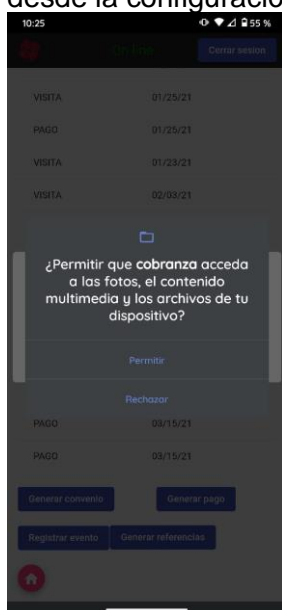 desde la configuració
10:25 55 %
On line Cerrar sesion
VISITA 01/25/21
PAGO 01/25/21
VISITA 01/23/21
VISITA 02/03/21
¿Permitir que cobranza acceda
a las fotos, el contenido
multimedia y los archivos de tu
dispositivo?
Permitir
Rechazar
PAGO 03/15/21
PAGO 03/15/21
Generar convenio Generar pago
Registrar evento Generar referencias